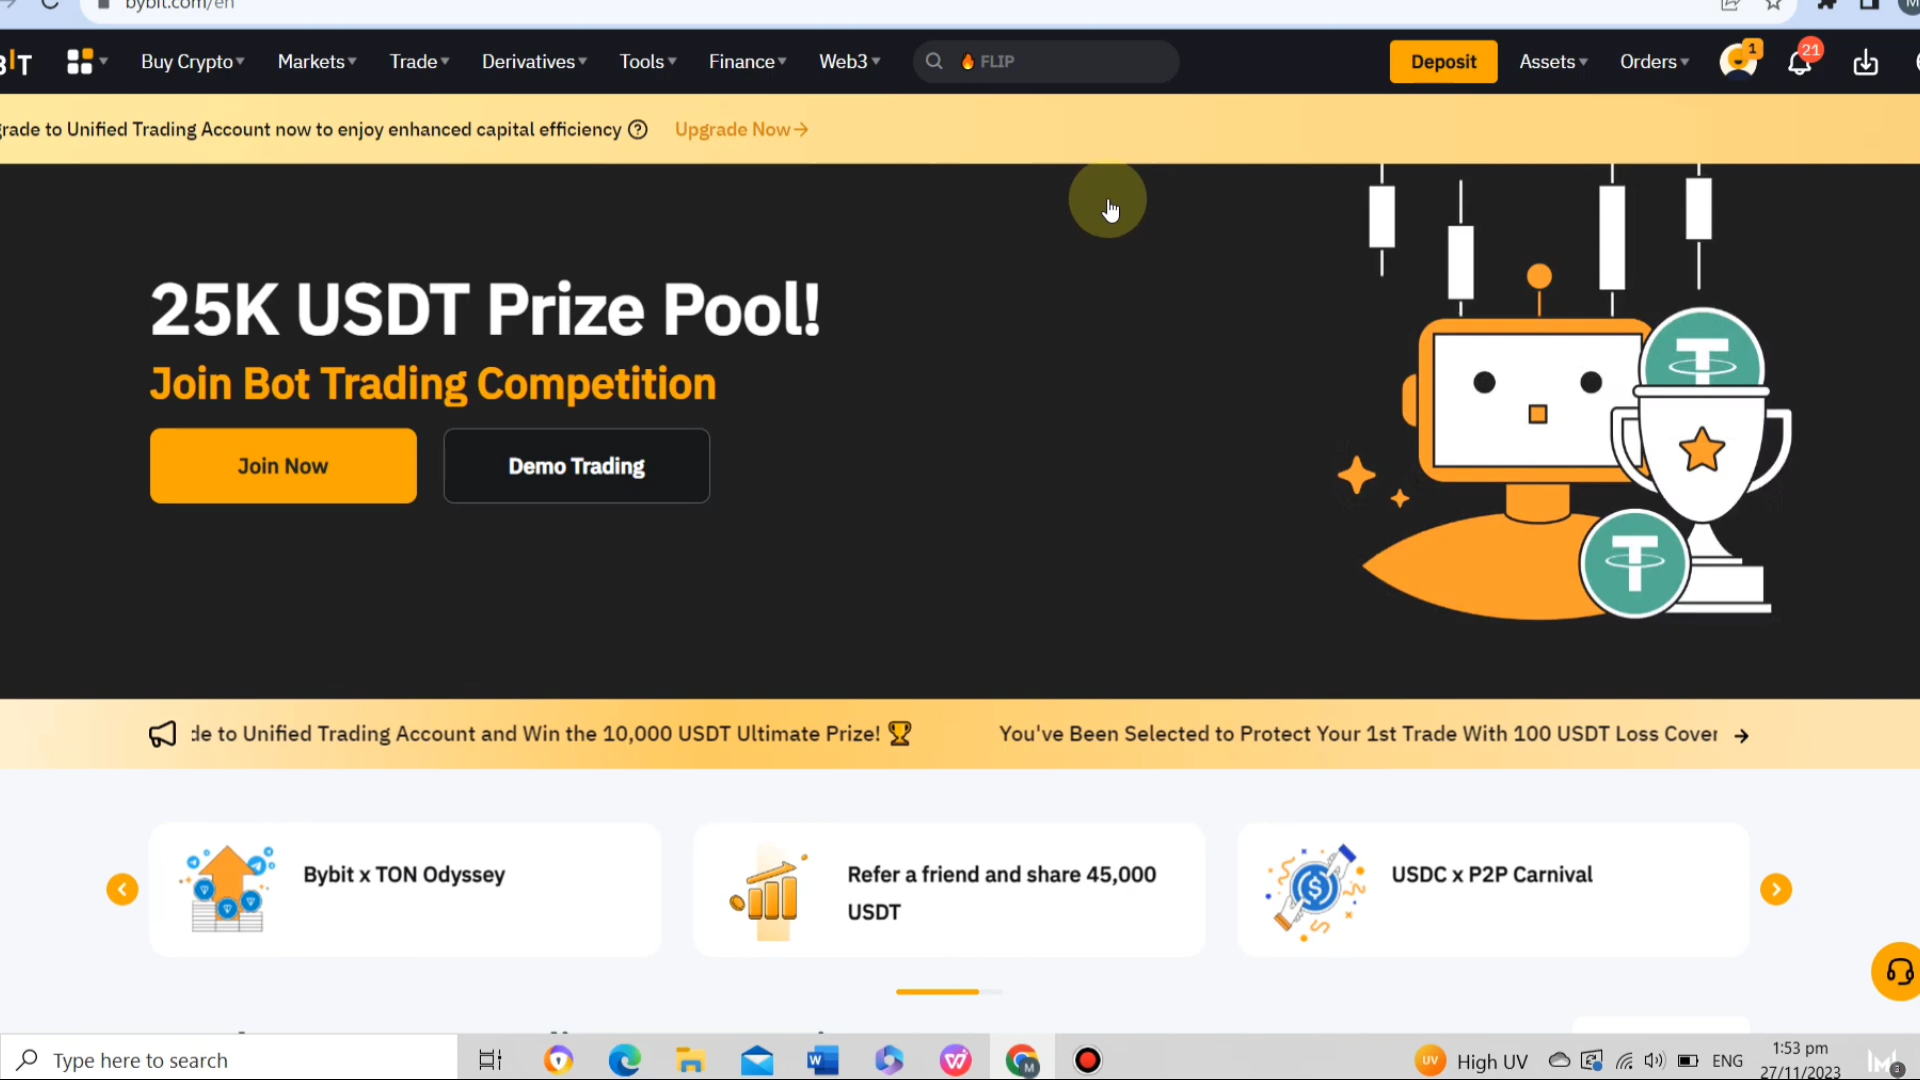 bybit.com/en
BIT
Buy Crypto
Markets
Trade
Derivatives
Tools
Finance
Web3
FLIP
Deposit
Assets
Orders
1
21
grade to Unified Trading Account now to enjoy enhanced capital efficiency ?
Upgrade Now→
25K USDT Prize Pool!
Join Bot Trading Competition
Join Now
Demo Trading
de to Unified Trading Account and Win the 10,000 USDT Ultimate Prize! 🏆
You've Been Selected to Protect Your 1st Trade With 100 USDT Loss Cover →
Bybit x TON Odyssey
Refer a friend and share 45,000
USDT
USDC x P2P Carnival
Type here to search
UV
High UV
ENG
1:53 pm
27/11/2023
3